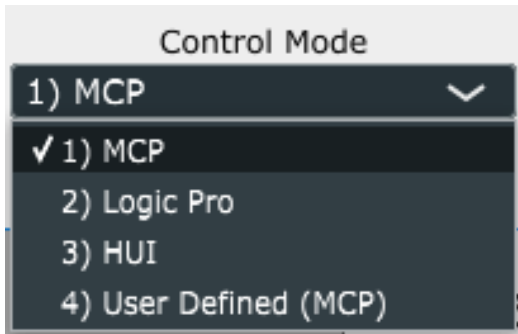 Control Mode
1) MCP
✓ 1) MCP
2) Logic Pro
3) HUI
4) User Defined (MCP)